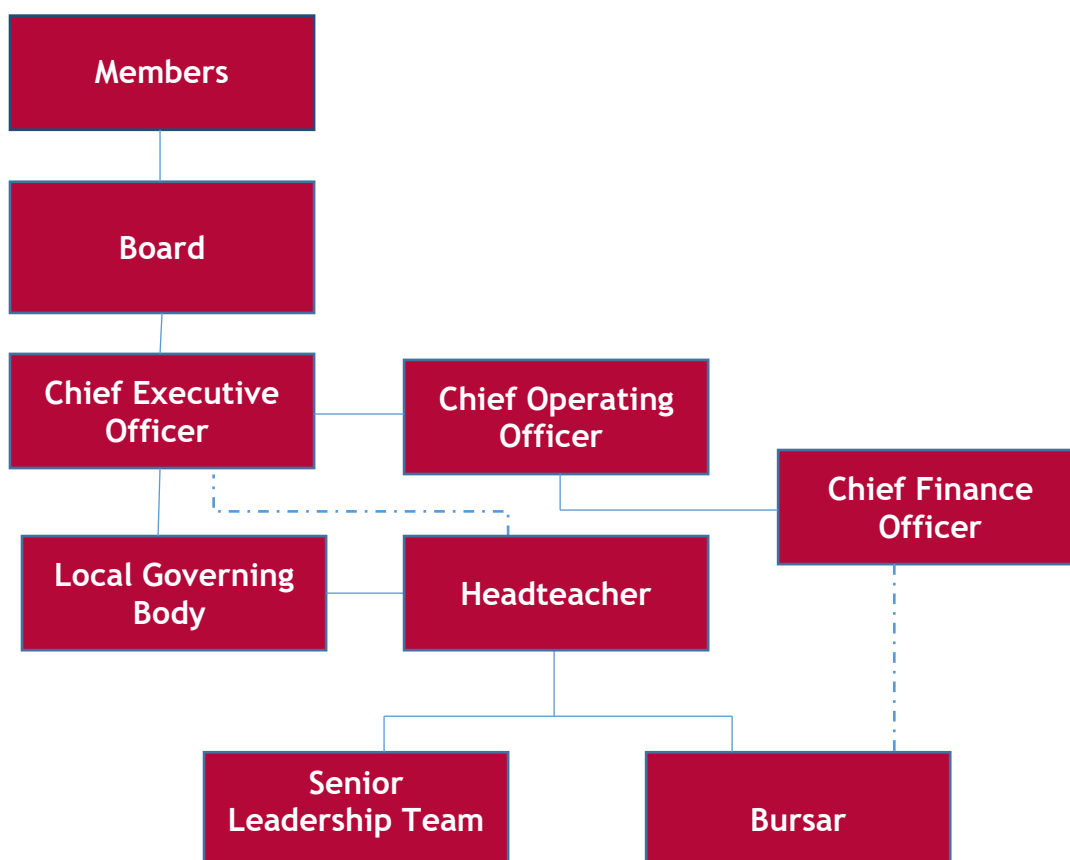 Members
Board
Chief Executive
Officer
Chief Operating
Officer
Chief Finance
Officer
Local Governing
Body
Headteacher
Senior
Leadership Team
Bursar